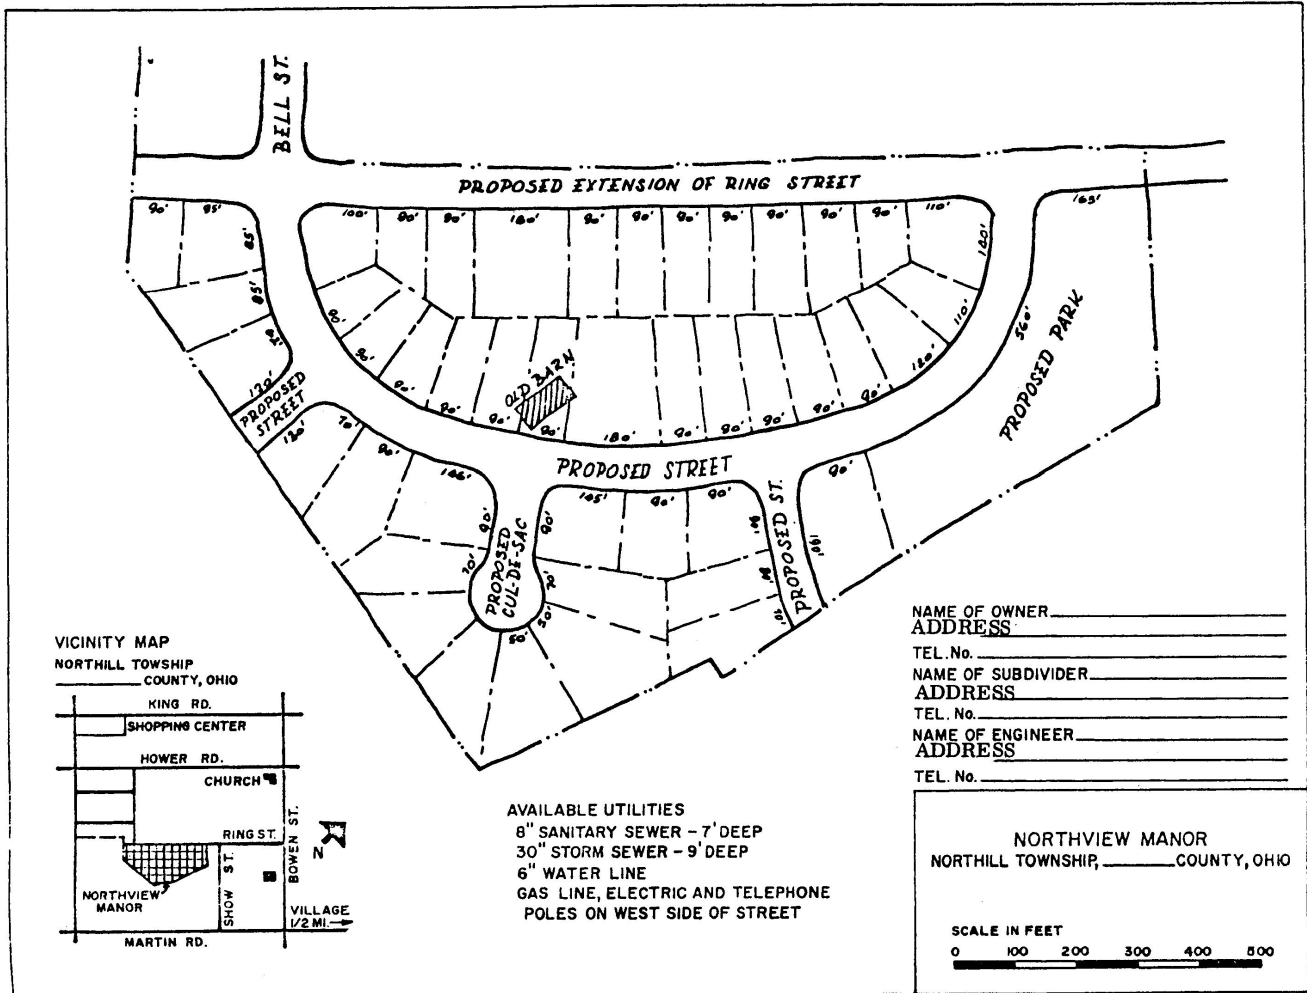 BELL ST.
PROPOSED EXTENSION OF RING STREET
90' 85' 100' 90' 90' 180' 90' 90' 90' 90' 90' 90' 110' 165'
85'
180'
85'
90'
110'
560'
PROPOSED PARK
90'
120'
OLD BARN
120'
PROPOSED
STREET
90'
90'
90'
90'
180'
90'
90'
90'
90'
120'
70'
90'
146'
PROPOSED STREET
90'
105'
90'
90'
PROPOSED ST.
90'
90'
PROPOSED
CUL-DE-SAC
70'
70'
50'
50'
NAME OF OWNER
ADDRESS
TEL. No.
NAME OF SUBDIVIDER
ADDRESS
TEL. No.
NAME OF ENGINEER
ADDRESS
TEL. No.
VICINITY MAP
NORTHILL TOWSHIP
COUNTY, OHIO
KING RD.
SHOPPING CENTER
HOWER RD.
CHURCH
RING ST.
BOWEN ST.
SHOW ST.
N
NORTHVIEW
MANOR
VILLAGE
1/2 MI.
MARTIN RD.
AVAILABLE UTILITIES
8" SANITARY SEWER - 7' DEEP
30" STORM SEWER - 9' DEEP
6" WATER LINE
GAS LINE, ELECTRIC AND TELEPHONE
POLES ON WEST SIDE OF STREET
NORTHVIEW MANOR
NORTHILL TOWNSHIP, COUNTY, OHIO
SCALE IN FEET
0 100 200 300 400 500